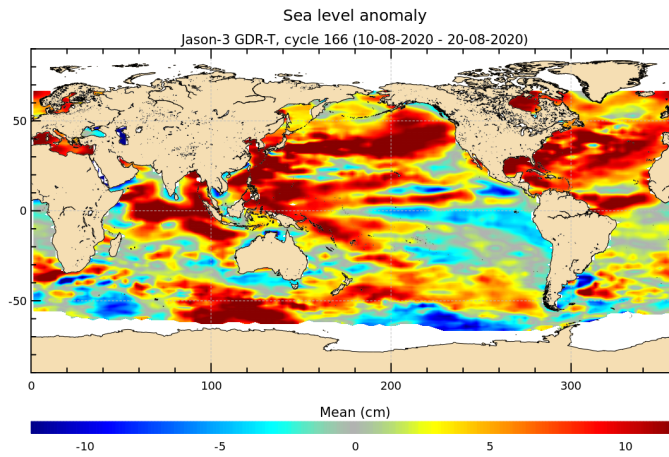 Sea level anomaly
Jason-3 GDR-T, cycle 166 (10-08-2020 - 20-08-2020)
50
0
-50
0 100 200 300
Mean (cm)
-10 -5 0 5 10